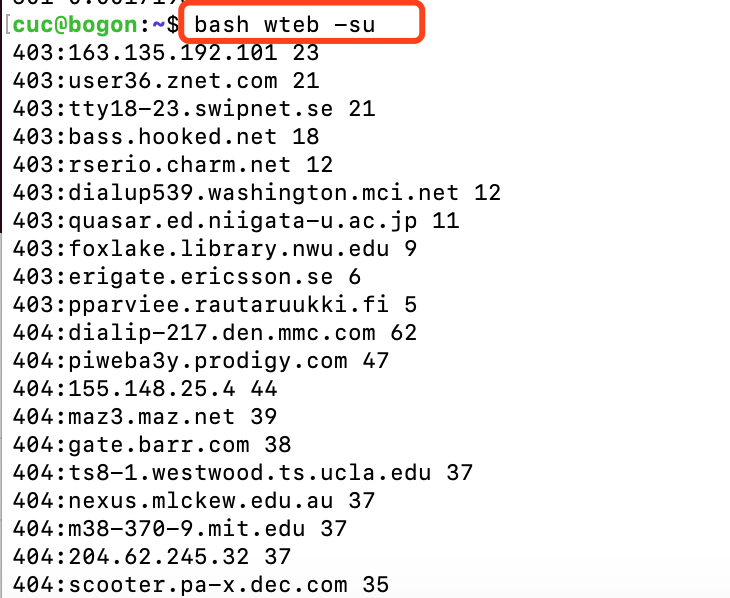 [cuc@bogon:~$ bash wteb -su
403:163.135.192.101 23
403:user36.znet.com 21
403:tty18-23.swipnet.se 21
403:bass.hooked.net 18
403:rserio.charm.net 12
403:dialup539.washington.mci.net 12
403:quasar.ed.niigata-u.ac.jp 11
403:foxlake.library.nwu.edu 9
403:erigate.ericsson.se 6
403:pparviee.rautaruukki.fi 5
404:dialip-217.den.mmc.com 62
404:piweba3y.prodigy.com 47
404:155.148.25.4 44
404:maz3.maz.net 39
404:gate.barr.com 38
404:ts8-1.westwood.ts.ucla.edu 37
404:nexus.mlckew.edu.au 37
404:m38-370-9.mit.edu 37
404:204.62.245.32 37
404:scooter.pa-x.dec.com 35